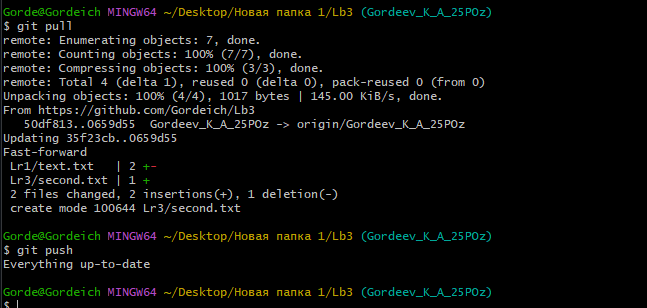 Gorde@Gordeich MINGW64 ~/Desktop/Новая папка 1/Lb3 (Gordeev_K_A_25POz)
$ git pull
remote: Enumerating objects: 7, done.
remote: Counting objects: 100% (7/7), done.
remote: Compressing objects: 100% (3/3), done.
remote: Total 4 (delta 1), reused 0 (delta 0), pack-reused 0 (from 0)
Unpacking objects: 100% (4/4), 1017 bytes | 145.00 KiB/s, done.
From https://github.com/Gordeich/Lb3
   50df813..0659d55  Gordeev_K_A_25POz -> origin/Gordeev_K_A_25POz
Updating 35f23cb..0659d55
Fast-forward
 Lr1/text.txt   | 2 +-
 Lr3/second.txt | 1 +
 2 files changed, 2 insertions(+), 1 deletion(-)
 create mode 100644 Lr3/second.txt
Gorde@Gordeich MINGW64 ~/Desktop/Новая папка 1/Lb3 (Gordeev_K_A_25POz)
$ git push
Everything up-to-date
Gorde@Gordeich MINGW64 ~/Desktop/Новая папка 1/Lb3 (Gordeev_K_A_25POz)
$